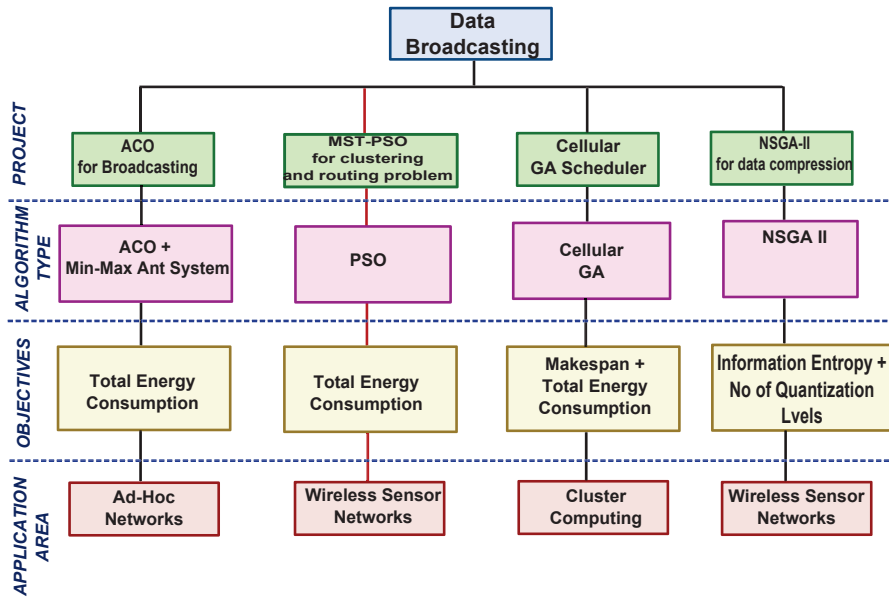 Data
Broadcasting
PROJECT
ACO
for Broadcasting
MST-PSO
for clustering
and routing problem
Cellular
GA Scheduler
NSGA-II
for data compression
ALGORITHM
TYPE
ACO +
Min-Max Ant System
PSO
Cellular
GA
NSGA II
OBJECTIVES
Total Energy
Consumption
Total Energy
Consumption
Makespan +
Total Energy
Consumption
Information Entropy +
No of Quantization
Lvels
APPLICATION
AREA
Ad-Hoc
Networks
Wireless Sensor
Networks
Cluster
Computing
Wireless Sensor
Networks